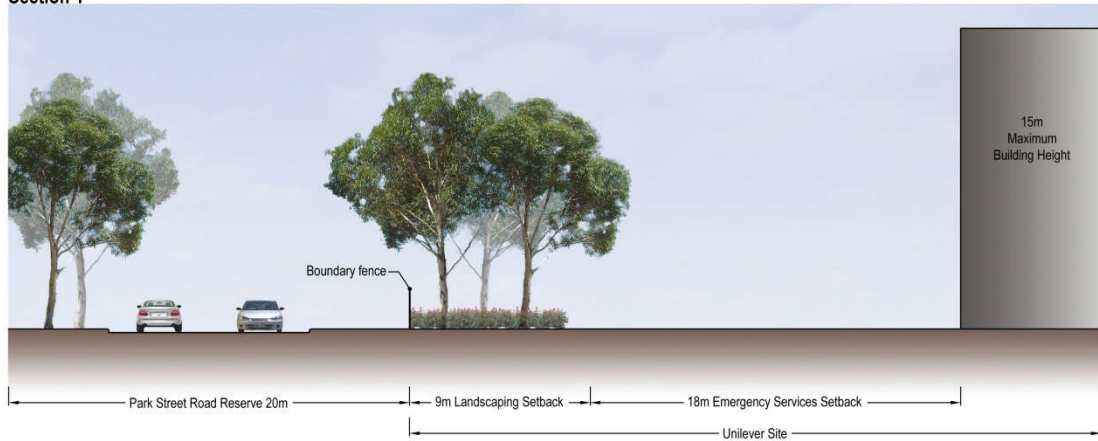 Section 1
15m
Maximum
Building Height
Boundary fence
Park Street Road Reserve 20m
9m Landscaping Setback
18m Emergency Services Setback
Unilever Site